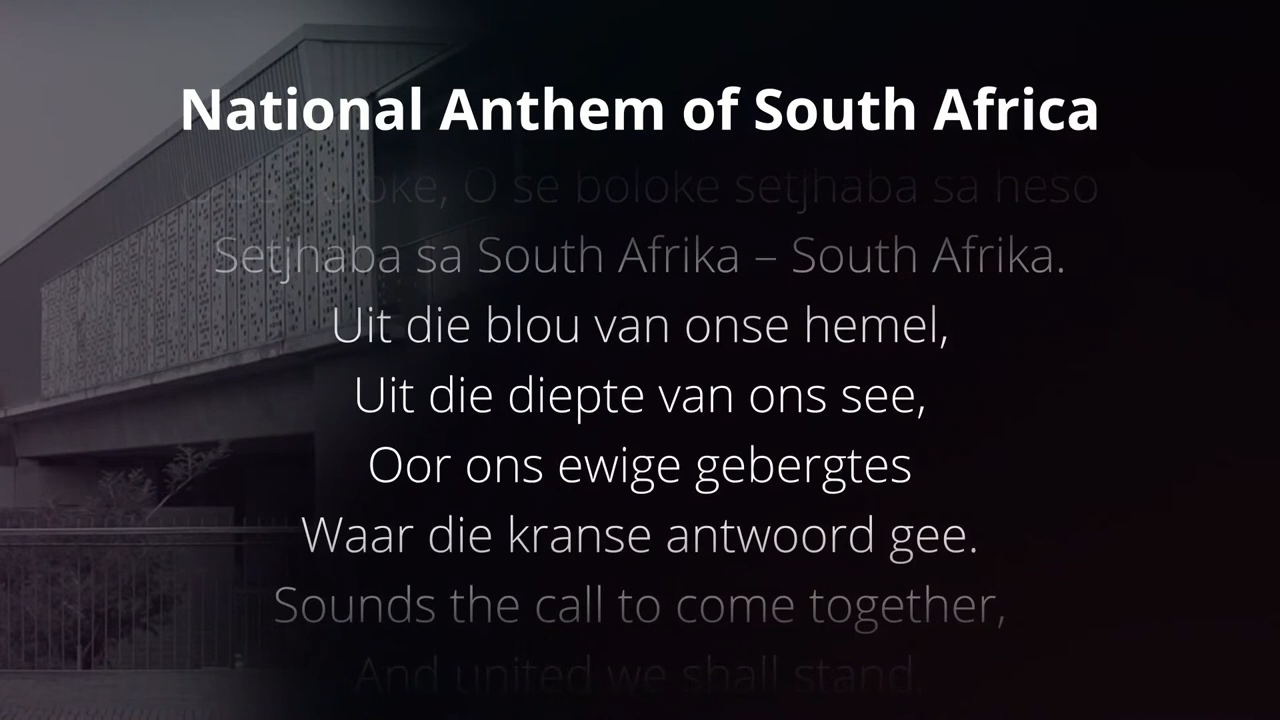 National Anthem of South Africa
boloke, O se boloke setjhaba sa heso
Setjhaba sa South Afrika – South Afrika.
Uit die blou van onse hemel,
Uit die diepte van ons see,
Oor ons ewige gebergtes
Waar die kranse antwoord gee.
Sounds the call to come together,
And united we shall stand.